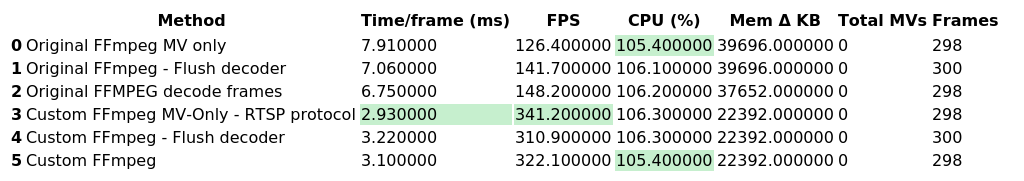 Method Time/frame (ms) FPS CPU (%) Mem Δ KB Total MVs Frames
0 Original FFmpeg MV only 7.910000 126.400000 105.400000 39696.000000 0 298
1 Original FFmpeg - Flush decoder 7.060000 141.700000 106.100000 39696.000000 0 300
2 Original FFMPEG decode frames 6.750000 148.200000 106.200000 37652.000000 0 298
3 Custom FFmpeg MV-Only - RTSP protocol 2.930000 341.200000 106.300000 22392.000000 0 298
4 Custom FFmpeg - Flush decoder 3.220000 310.900000 106.300000 22392.000000 0 300
5 Custom FFmpeg 3.100000 322.100000 105.400000 22392.000000 0 298